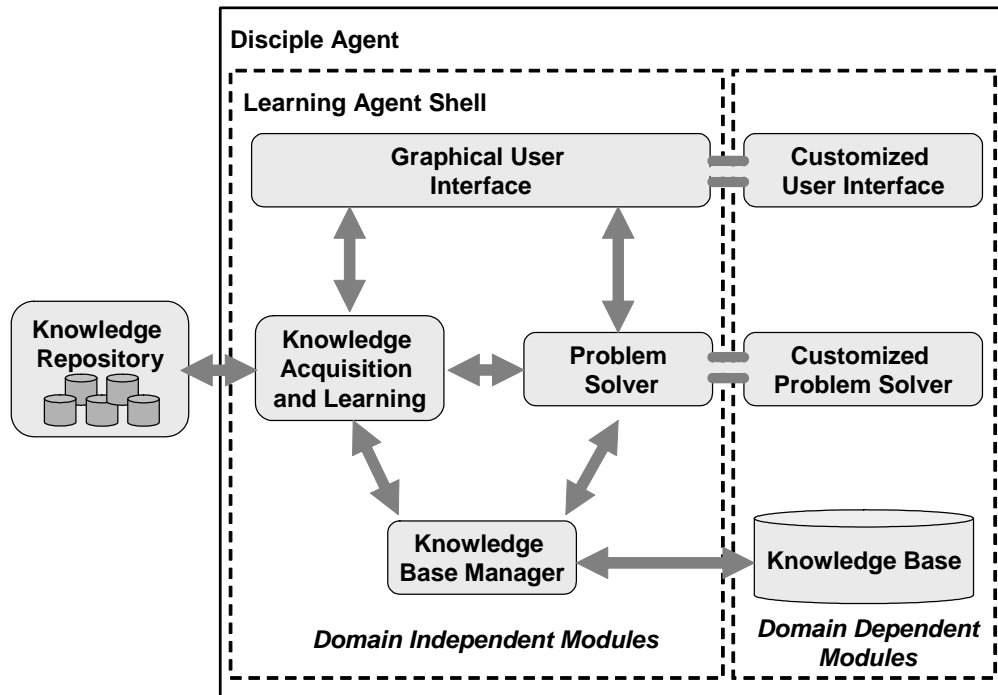 Disciple Agent
Learning Agent Shell
Graphical User
Interface
Customized
User Interface
Knowledge
Repository
Knowledge
Acquisition
and Learning
Problem
Solver
Customized
Problem Solver
Knowledge
Base Manager
Knowledge Base
Domain Independent Modules
Domain Dependent
Modules